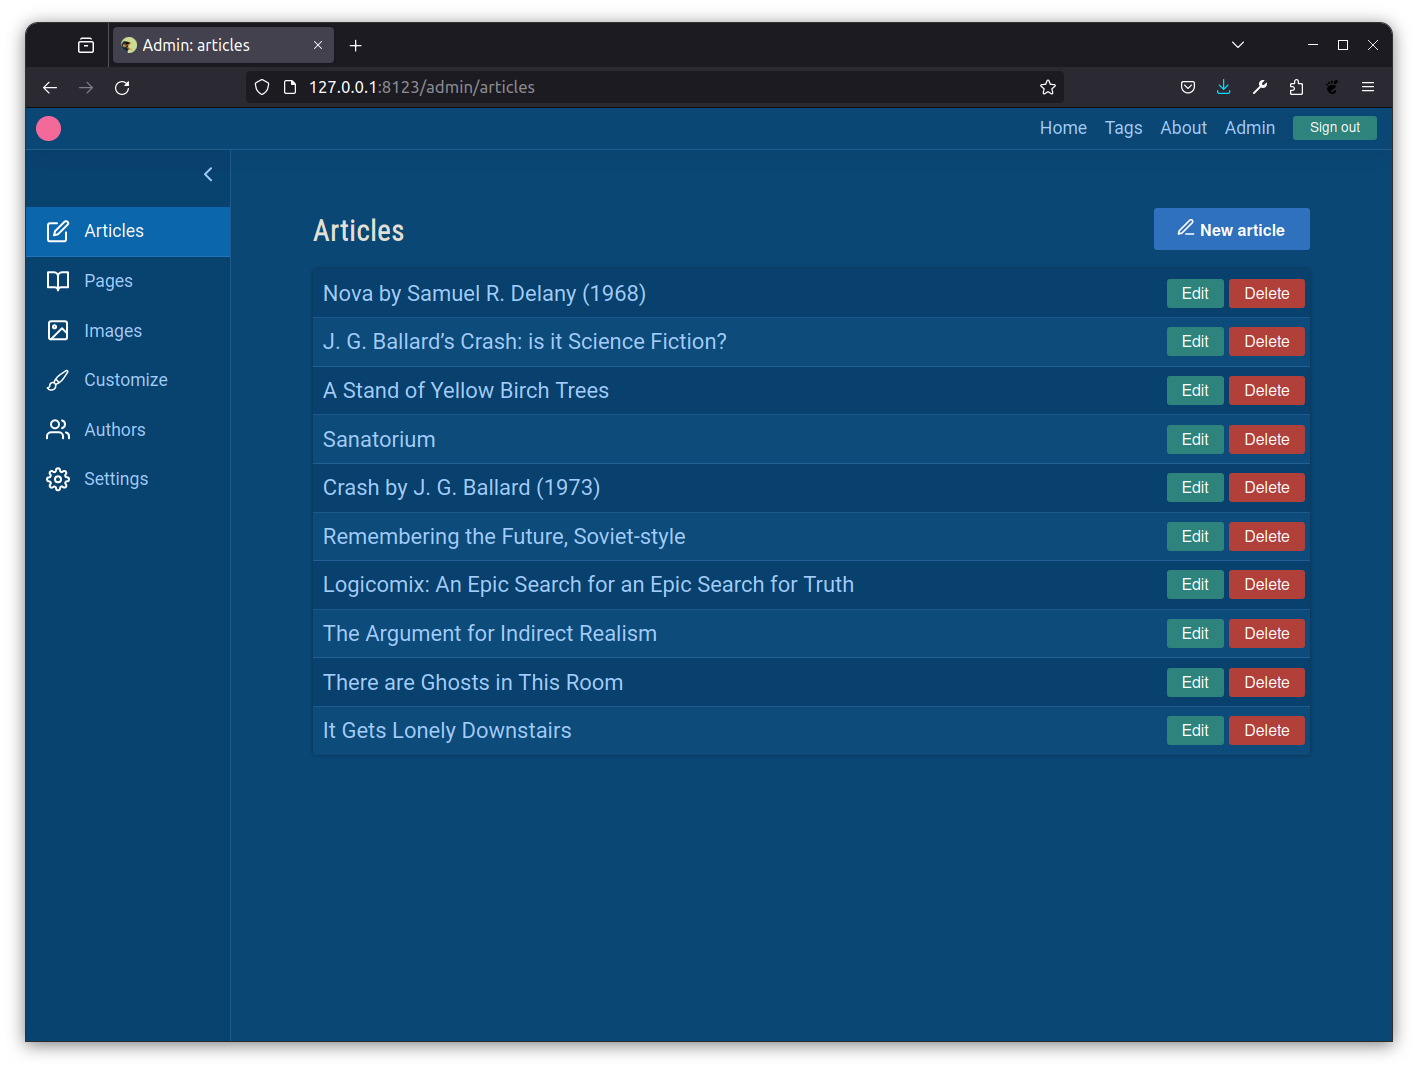 Admin: articles
127.0.0.1:8123/admin/articles
Home Tags About Admin Sign out
Articles
Pages
Images
Customize
Authors
Settings
Articles New article
Nova by Samuel R. Delany (1968) Edit Delete
J. G. Ballard’s Crash: is it Science Fiction? Edit Delete
A Stand of Yellow Birch Trees Edit Delete
Sanatorium Edit Delete
Crash by J. G. Ballard (1973) Edit Delete
Remembering the Future, Soviet-style Edit Delete
Logicomix: An Epic Search for an Epic Search for Truth Edit Delete
The Argument for Indirect Realism Edit Delete
There are Ghosts in This Room Edit Delete
It Gets Lonely Downstairs Edit Delete